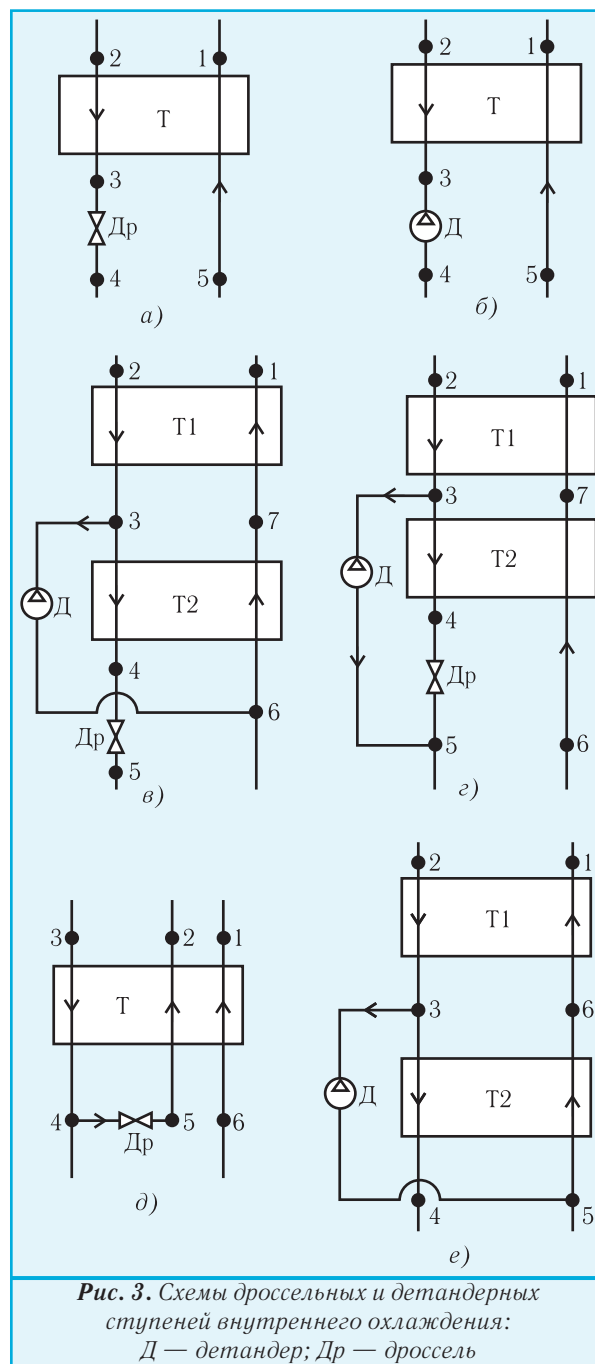 2 1
Т
3
Др
4 5
а)
2 1
Т
3
Д
4 5
б)
2 1
Т1
3 7
Д Т2
4
6
Др
5
в)
2 1
Т1
3 7
Т2
Д
4
Др
5 6
г)
3 2 1
Т
4 5 6
Др
д)
2 1
Т1
3 6
Д Т2
4 5
е)
Рис. 3. Схемы дроссельных и детандерных
ступеней внутреннего охлаждения:
Д — детандер; Др — дроссель